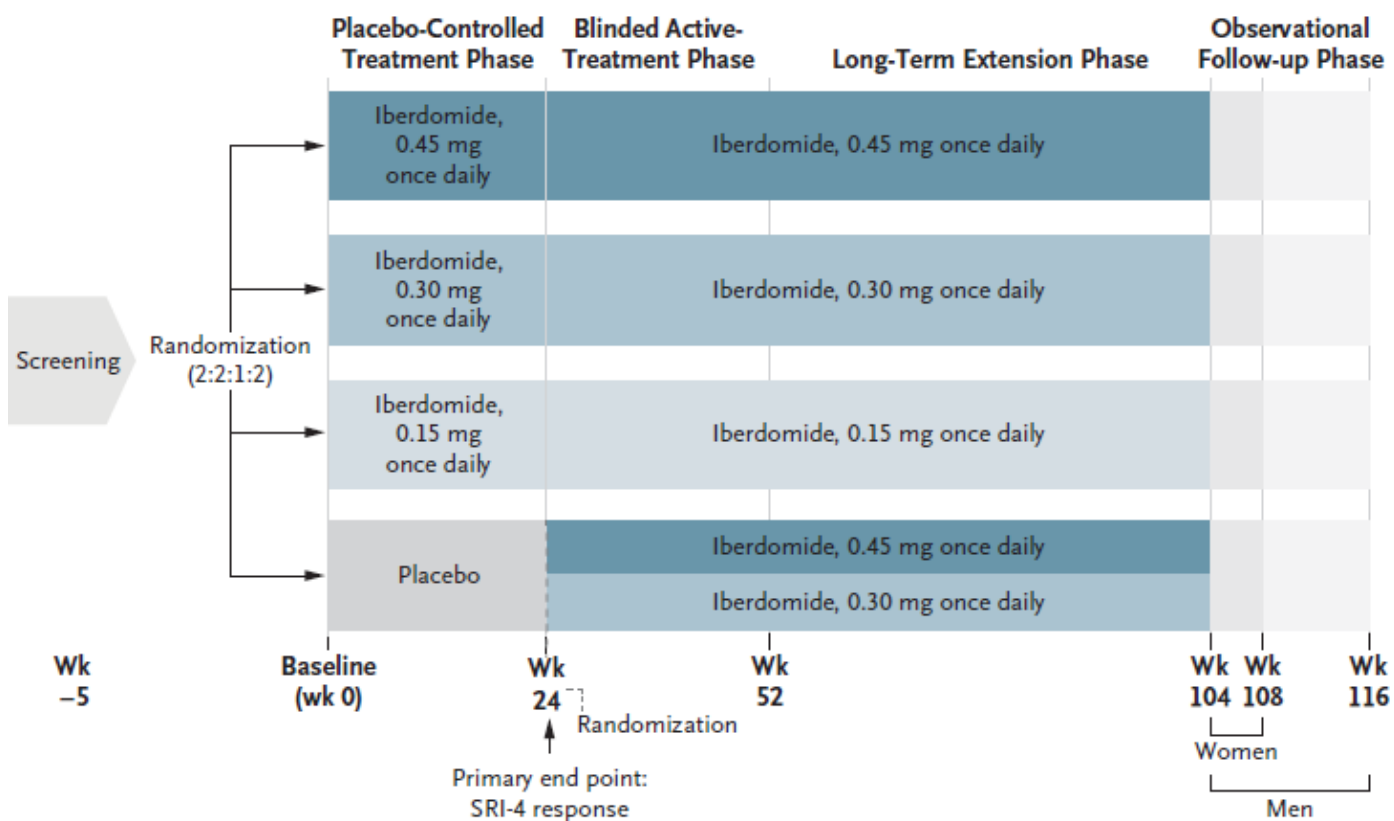 Placebo-Controlled
Treatment Phase
Blinded Active-
Treatment Phase
Long-Term Extension Phase
Observational
Follow-up Phase
Iberdomide,
0.45 mg
once daily
Iberdomide, 0.45 mg once daily
Iberdomide,
0.30 mg
once daily
Iberdomide, 0.30 mg once daily
Screening
Randomization
(2:2:1:2)
Iberdomide,
0.15 mg
once daily
Iberdomide, 0.15 mg once daily
Placebo
Iberdomide, 0.45 mg once daily
Iberdomide, 0.30 mg once daily
Wk
−5
Baseline
(wk 0)
Wk
24
Wk
52
Wk
104
Wk
108
Wk
116
Randomization
Primary end point:
SRI-4 response
Women
Men